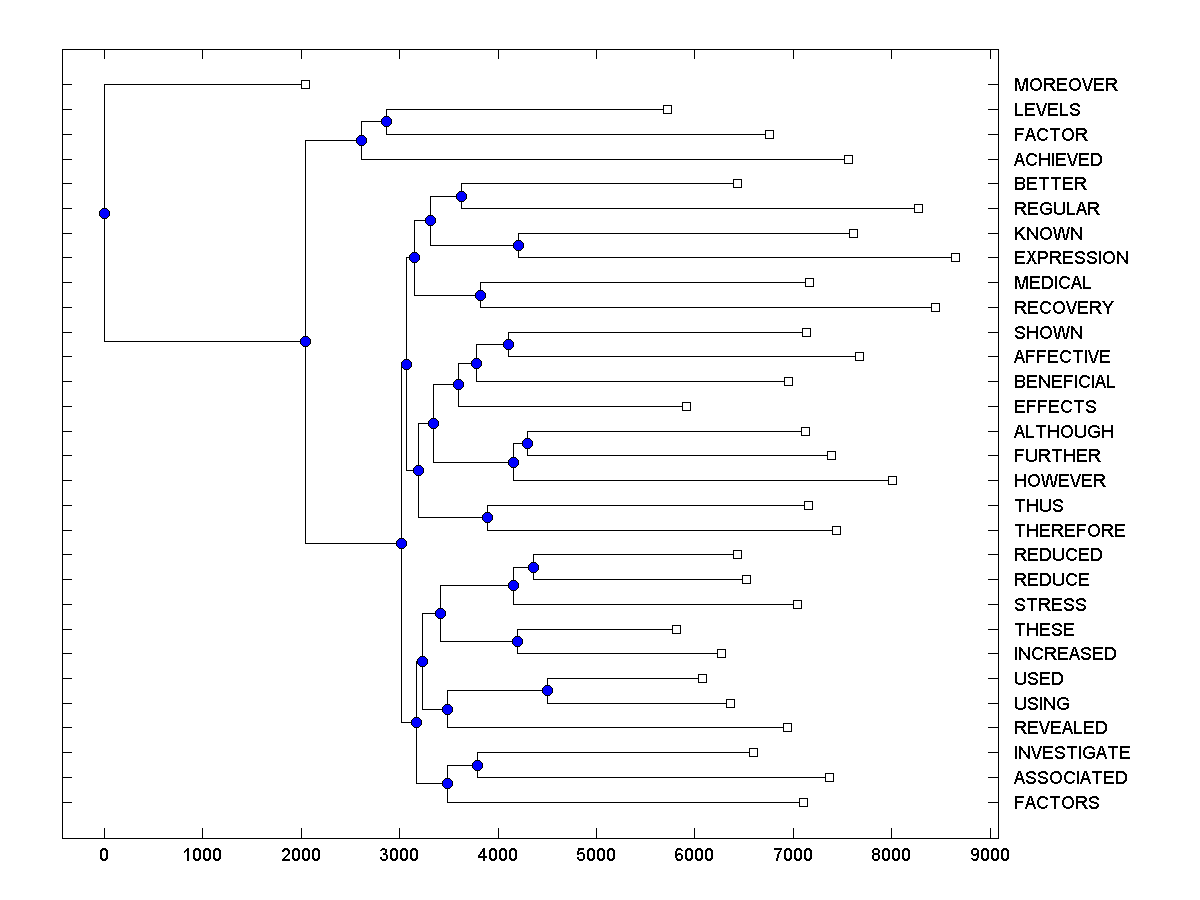 MOREOVER
LEVELS
FACTOR
ACHIEVED
BETTER
REGULAR
KNOWN
EXPRESSION
MEDICAL
RECOVERY
SHOWN
AFFECTIVE
BENEFICIAL
EFFECTS
ALTHOUGH
FURTHER
HOWEVER
THUS
THEREFORE
REDUCED
REDUCE
STRESS
THESE
INCREASED
USED
USING
REVEALED
INVESTIGATE
ASSOCIATED
FACTORS
0 1000 2000 3000 4000 5000 6000 7000 8000 9000